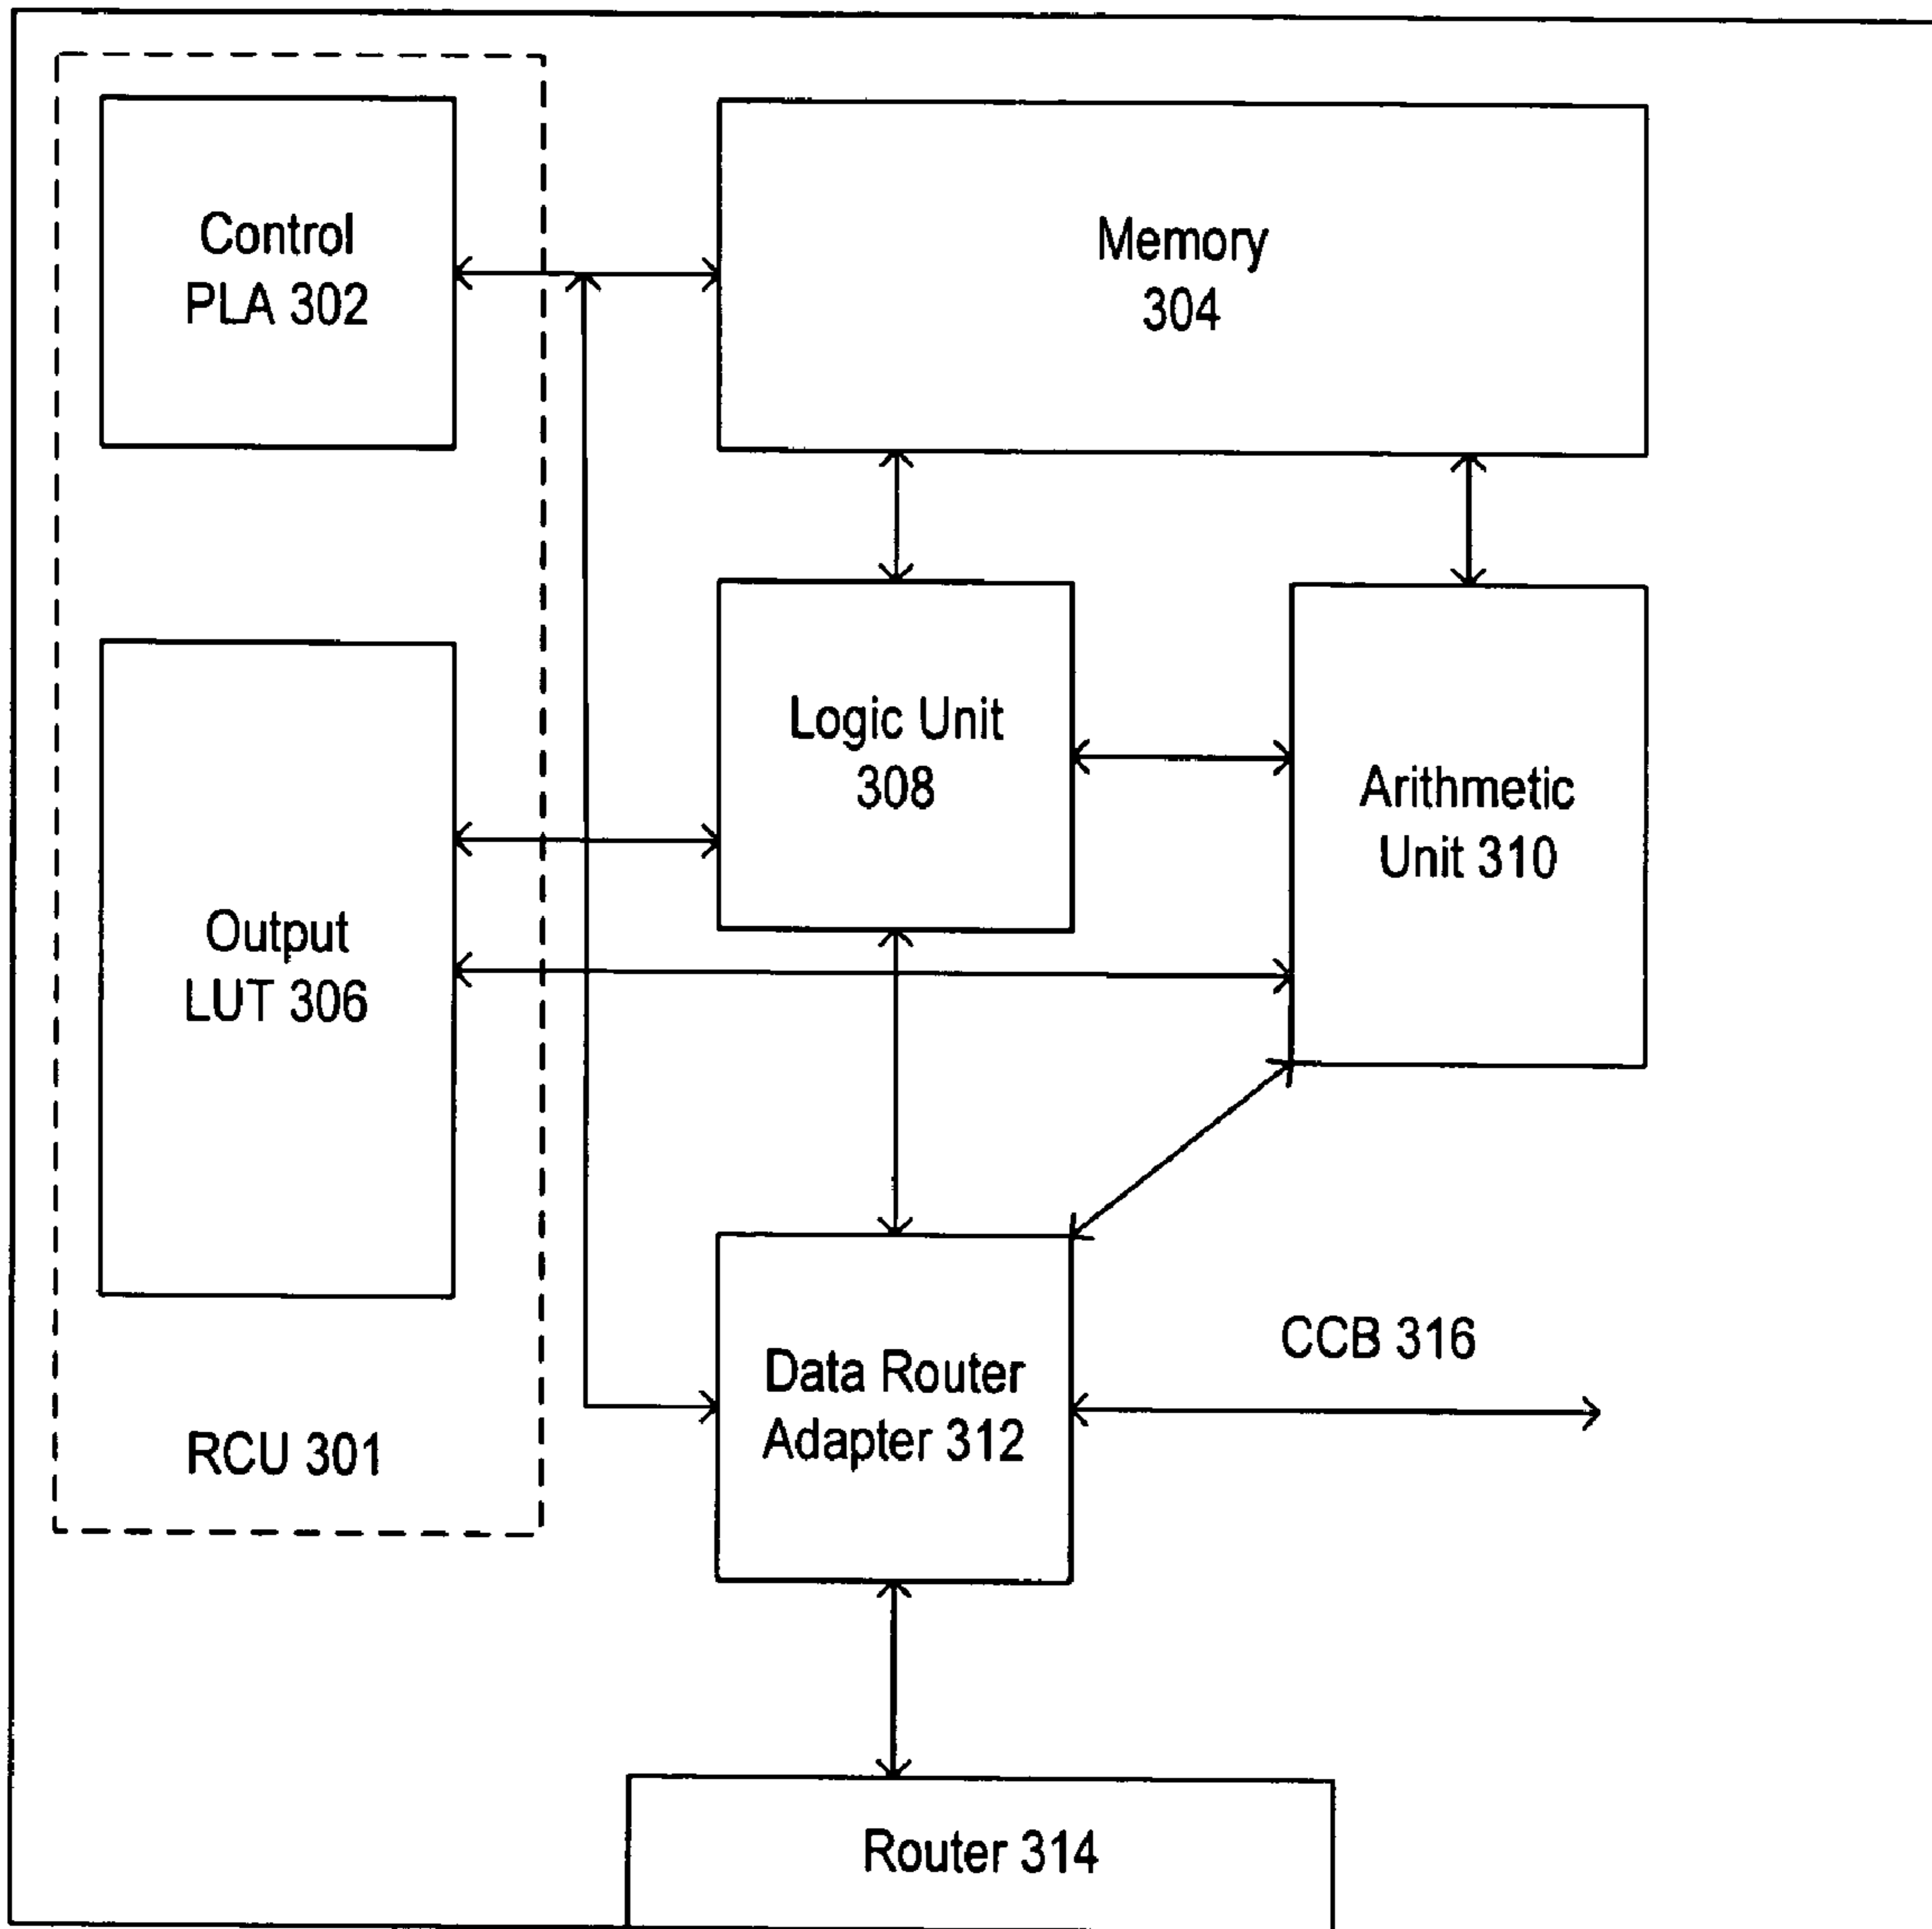 Control
PLA 302
Memory
304
Logic Unit
308
Arithmetic
Unit 310
Output
LUT 306
CCB 316
Data Router
Adapter 312
RCU 301
Router 314